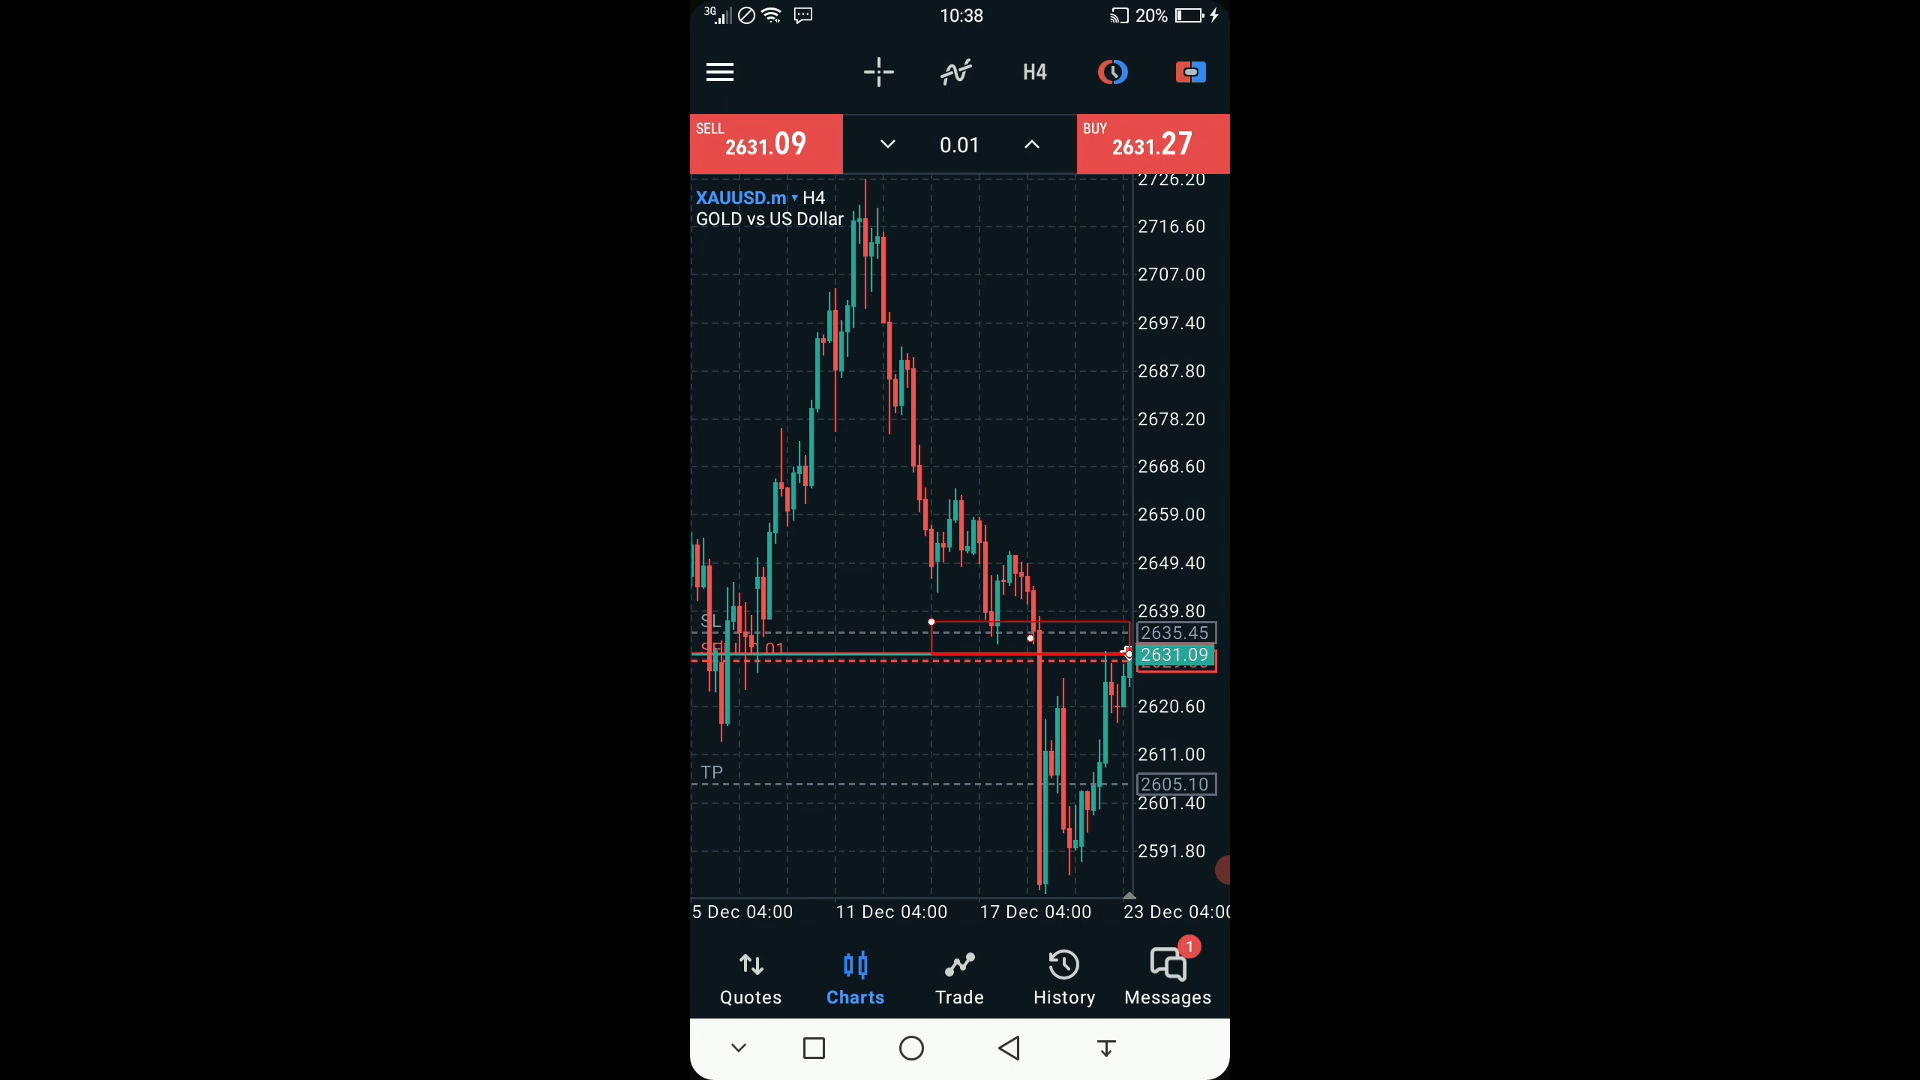 3G 10:38 20%
H4
SELL 2631.09 0.01 BUY 2631.27
2726.20
XAUUSD.m ▾ H4
GOLD vs US Dollar
2716.60
2707.00
2697.40
2687.80
2678.20
2668.60
2659.00
2649.40
2639.80
SL
2635.45
2631.09
2620.60
2611.00
TP
2605.10
2601.40
2591.80
5 Dec 04:00 11 Dec 04:00 17 Dec 04:00 23 Dec 04:00
1
Quotes Charts Trade History Messages